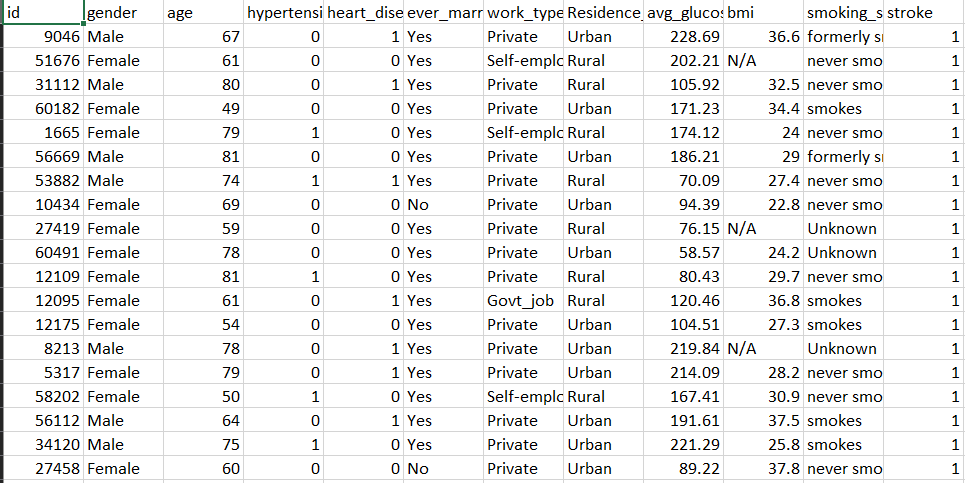 id gender age hypertensi heart_dise ever_marr work_type Residence_ avg_glucos bmi smoking_s stroke
9046 Male 67 0 1 Yes Private Urban 228.69 36.6 formerly s 1
51676 Female 61 0 0 Yes Self-emplo Rural 202.21 N/A never smo 1
31112 Male 80 0 1 Yes Private Rural 105.92 32.5 never smo 1
60182 Female 49 0 0 Yes Private Urban 171.23 34.4 smokes 1
1665 Female 79 1 0 Yes Self-emplo Rural 174.12 24 never smo 1
56669 Male 81 0 0 Yes Private Urban 186.21 29 formerly s 1
53882 Male 74 1 1 Yes Private Rural 70.09 27.4 never smo 1
10434 Female 69 0 0 No Private Urban 94.39 22.8 never smo 1
27419 Female 59 0 0 Yes Private Rural 76.15 N/A Unknown 1
60491 Female 78 0 0 Yes Private Urban 58.57 24.2 Unknown 1
12109 Female 81 1 0 Yes Private Rural 80.43 29.7 never smo 1
12095 Female 61 0 1 Yes Govt_job Rural 120.46 36.8 smokes 1
12175 Female 54 0 0 Yes Private Urban 104.51 27.3 smokes 1
8213 Male 78 0 1 Yes Private Urban 219.84 N/A Unknown 1
5317 Female 79 0 1 Yes Private Urban 214.09 28.2 never smo 1
58202 Female 50 1 0 Yes Self-emplo Rural 167.41 30.9 never smo 1
56112 Male 64 0 1 Yes Private Urban 191.61 37.5 smokes 1
34120 Male 75 1 0 Yes Private Urban 221.29 25.8 smokes 1
27458 Female 60 0 0 No Private Urban 89.22 37.8 never smo 1